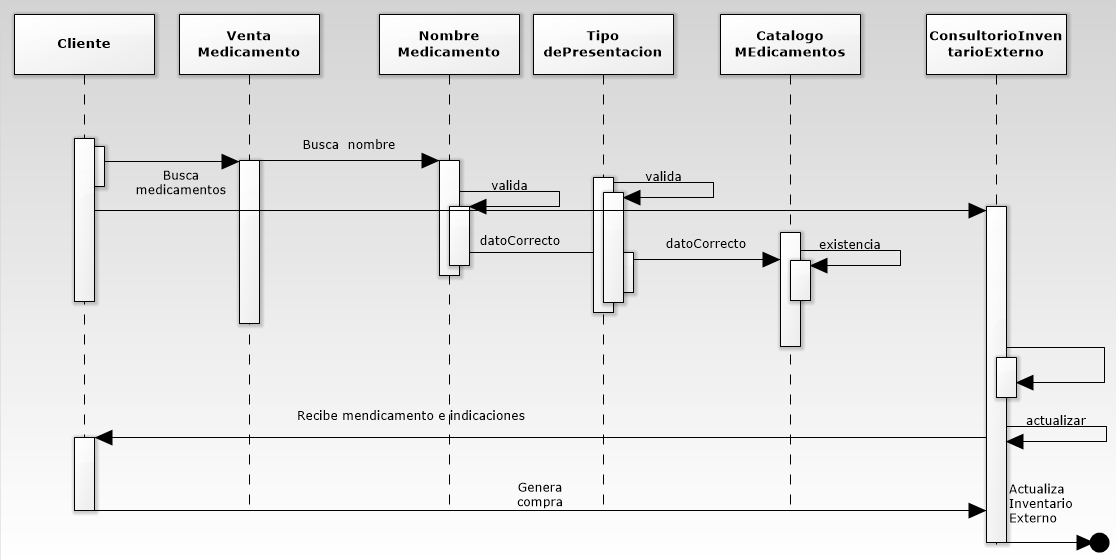 Cliente
Venta
Medicamento
Nombre
Medicamento
Tipo
dePresentacion
Catalogo
MEdicamentos
ConsultorioInven
tarioExterno
Busca nombre
Busca
medicamentos
valida
valida
datoCorrecto
datoCorrecto
existencia
Recibe mendicamento e indicaciones
actualizar
Genera
compra
Actualiza
Inventario
Externo